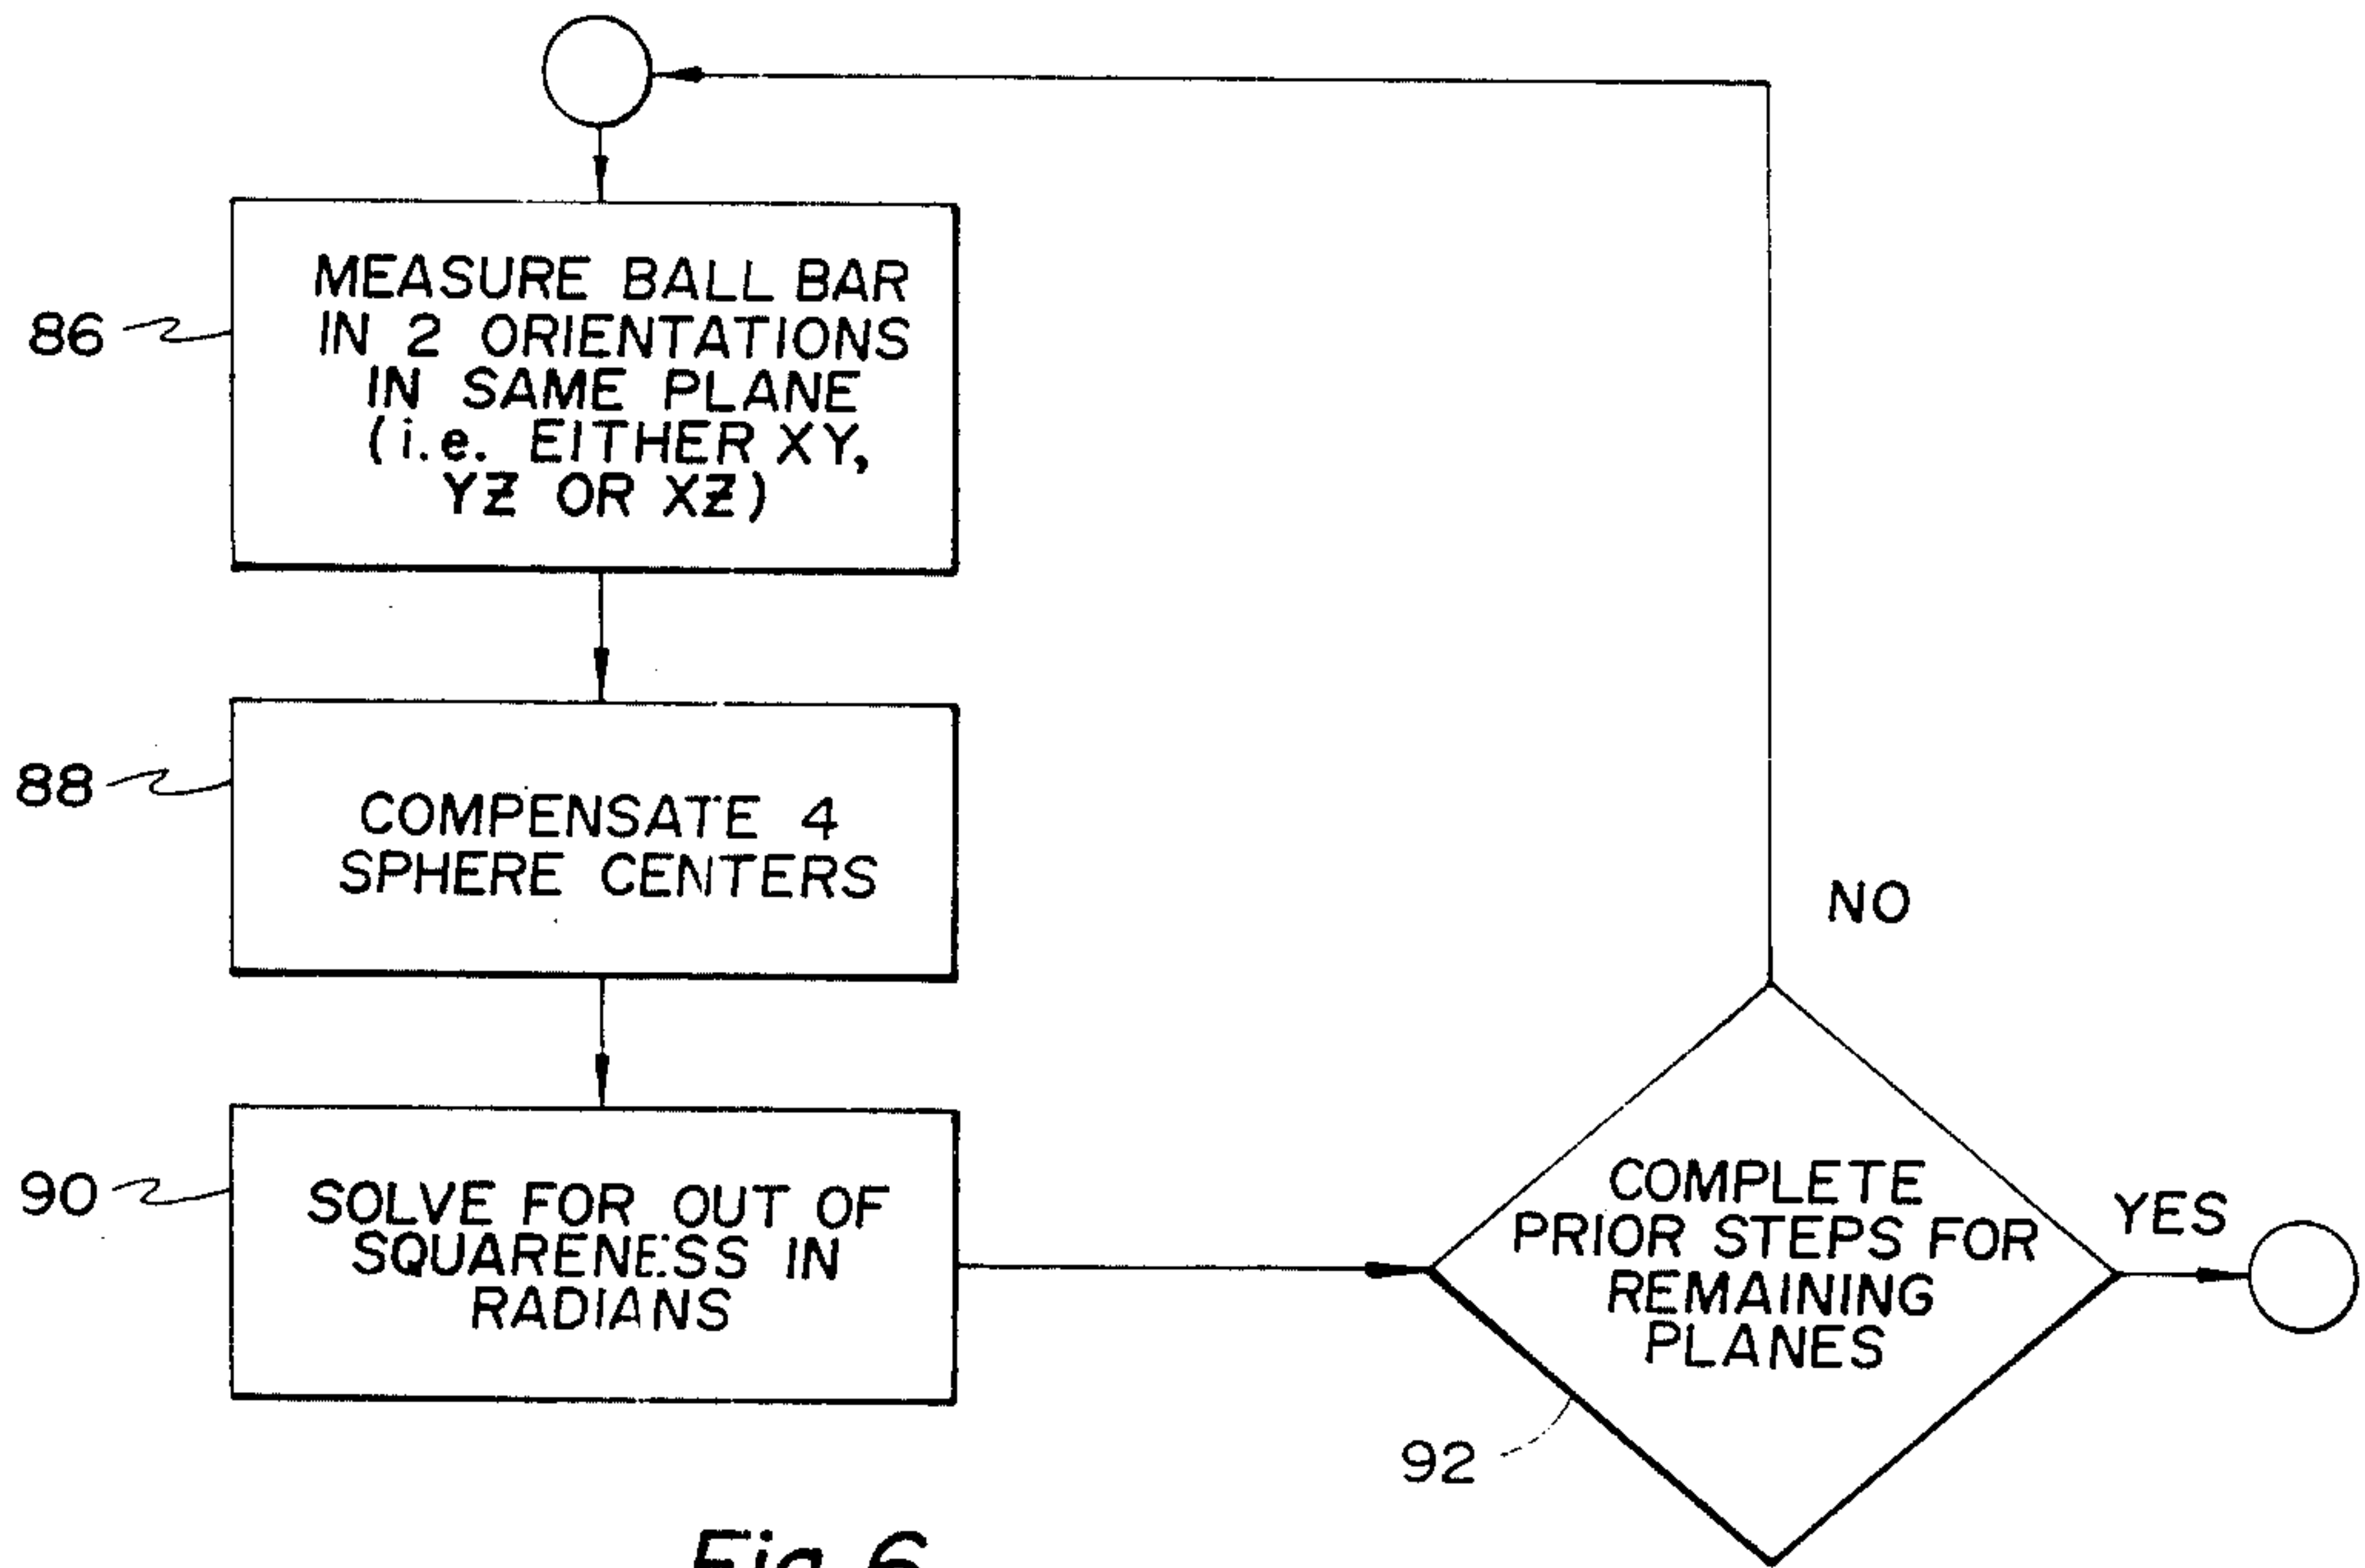 86
MEASURE BALL BAR
IN 2 ORIENTATIONS
IN SAME PLANE
(i.e. EITHER XY,
YZ OR XZ)
88
COMPENSATE 4
SPHERE CENTERS
90
SOLVE FOR OUT OF
SQUARENESS IN
RADIANS
NO
COMPLETE
PRIOR STEPS FOR
REMAINING
PLANES
YES
92
Fig. 6